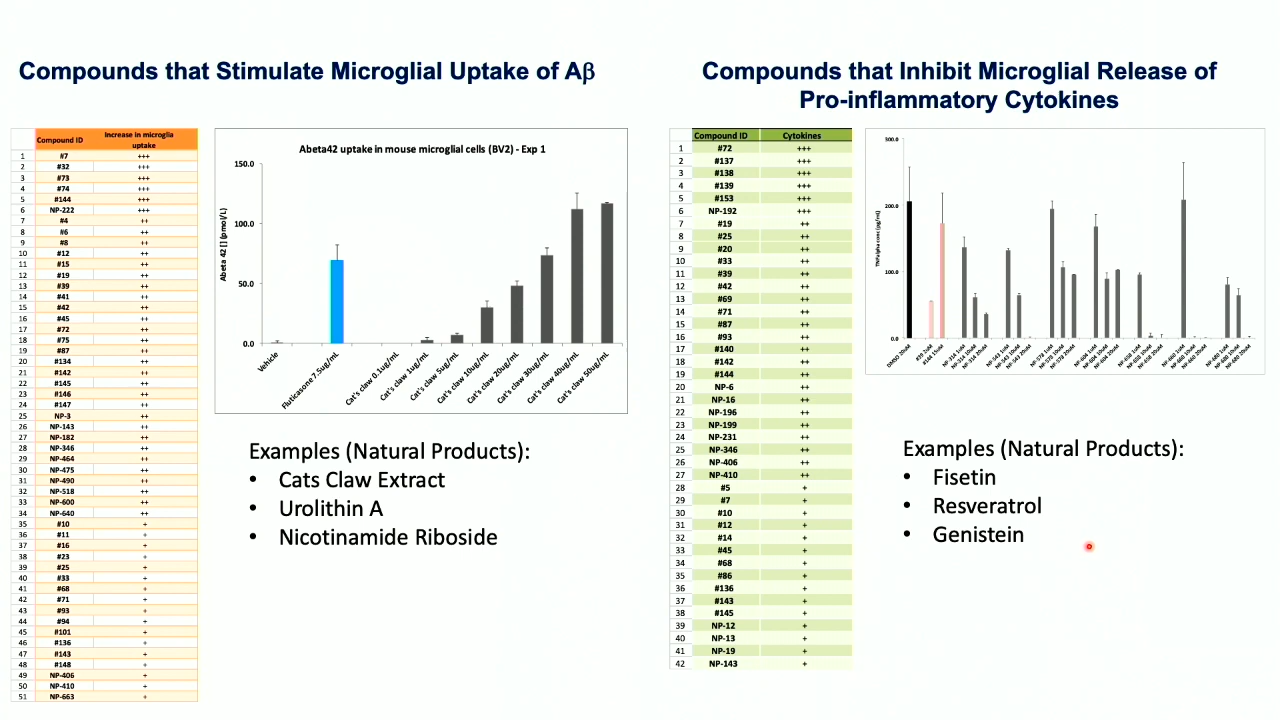 Compounds that Stimulate Microglial Uptake of Aβ
Compound ID Increase in microglia uptake
1 #7 +++
2 #32 +++
3 #73 +++
4 #74 +++
5 #144 +++
6 NP-222 +++
7 #4 ++
8 #6 ++
9 #8 ++
10 #12 ++
11 #15 ++
12 #19 ++
13 #39 ++
14 #41 ++
15 #42 ++
16 #45 ++
17 #72 ++
18 #75 ++
19 #87 ++
20 #134 ++
21 #142 ++
22 #145 ++
23 #146 ++
24 #147 ++
25 NP-3 ++
26 NP-143 ++
27 NP-182 ++
28 NP-346 ++
29 NP-464 ++
30 NP-475 ++
31 NP-490 ++
32 NP-518 ++
33 NP-600 ++
34 NP-640 ++
35 #10 +
36 #11 +
37 #16 +
38 #23 +
39 #25 +
40 #33 +
41 #68 +
42 #71 +
43 #93 +
44 #94 +
45 #101 +
46 #136 +
47 #143 +
48 #148 +
49 NP-406 +
50 NP-410 +
51 NP-663 +
Abeta42 uptake in mouse microglial cells (BV2) - Exp 1
Abeta 42 [] (pmol/L)
150.0
100.0
50.0
0.0
Vehicle
Fluticasone 7.5ug/mL
Cat's claw 0.1ug/mL
Cat's claw 1ug/mL
Cat's claw 5ug/mL
Cat's claw 10ug/mL
Cat's claw 20ug/mL
Cat's claw 30ug/mL
Cat's claw 40ug/mL
Cat's claw 50ug/mL
Examples (Natural Products):
• Cats Claw Extract
• Urolithin A
• Nicotinamide Riboside
Compounds that Inhibit Microglial Release of
Pro-inflammatory Cytokines
Compound ID Cytokines
1 #72 +++
2 #137 +++
3 #138 +++
4 #139 +++
5 #153 +++
6 NP-192 +++
7 #19 ++
8 #25 ++
9 #20 ++
10 #33 ++
11 #39 ++
12 #42 ++
13 #69 ++
14 #71 ++
15 #87 ++
16 #93 ++
17 #140 ++
18 #142 ++
19 #144 ++
20 NP-6 ++
21 NP-16 ++
22 NP-196 ++
23 NP-199 ++
24 NP-231 ++
25 NP-346 ++
26 NP-406 ++
27 NP-410 ++
28 #5 +
29 #7 +
30 #10 +
31 #12 +
32 #14 +
33 #45 +
34 #68 +
35 #86 +
36 #136 +
37 #143 +
38 #145 +
39 NP-12 +
40 NP-13 +
41 NP-19 +
42 NP-143 +
TNFalpha conc (pg/mL)
300.0
200.0
100.0
0.0
DMSO 20uM
Examples (Natural Products):
• Fisetin
• Resveratrol
• Genistein